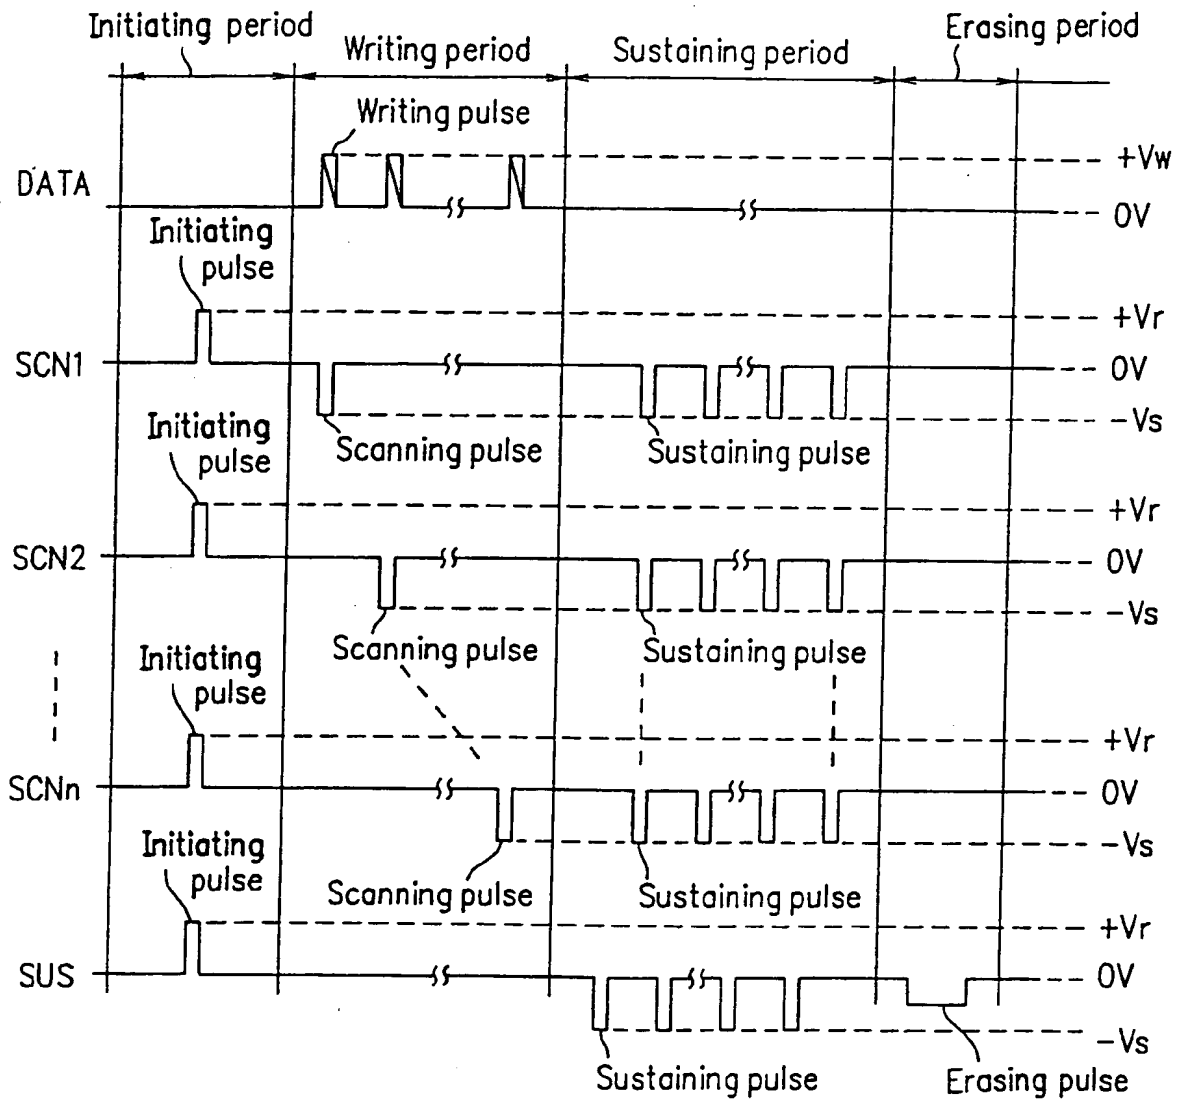 Initiating period
Writing period
Sustaining period
Erasing period
Writing pulse
DATA
+Vw
0V
Initiating
pulse
+Vr
SCN1
0V
-Vs
Scanning pulse
Sustaining pulse
Initiating
pulse
+Vr
SCN2
0V
-Vs
Scanning pulse
Sustaining pulse
Initiating
pulse
+Vr
SCNn
0V
-Vs
Scanning pulse
Sustaining pulse
Initiating
pulse
+Vr
SUS
0V
-Vs
Sustaining pulse
Erasing pulse